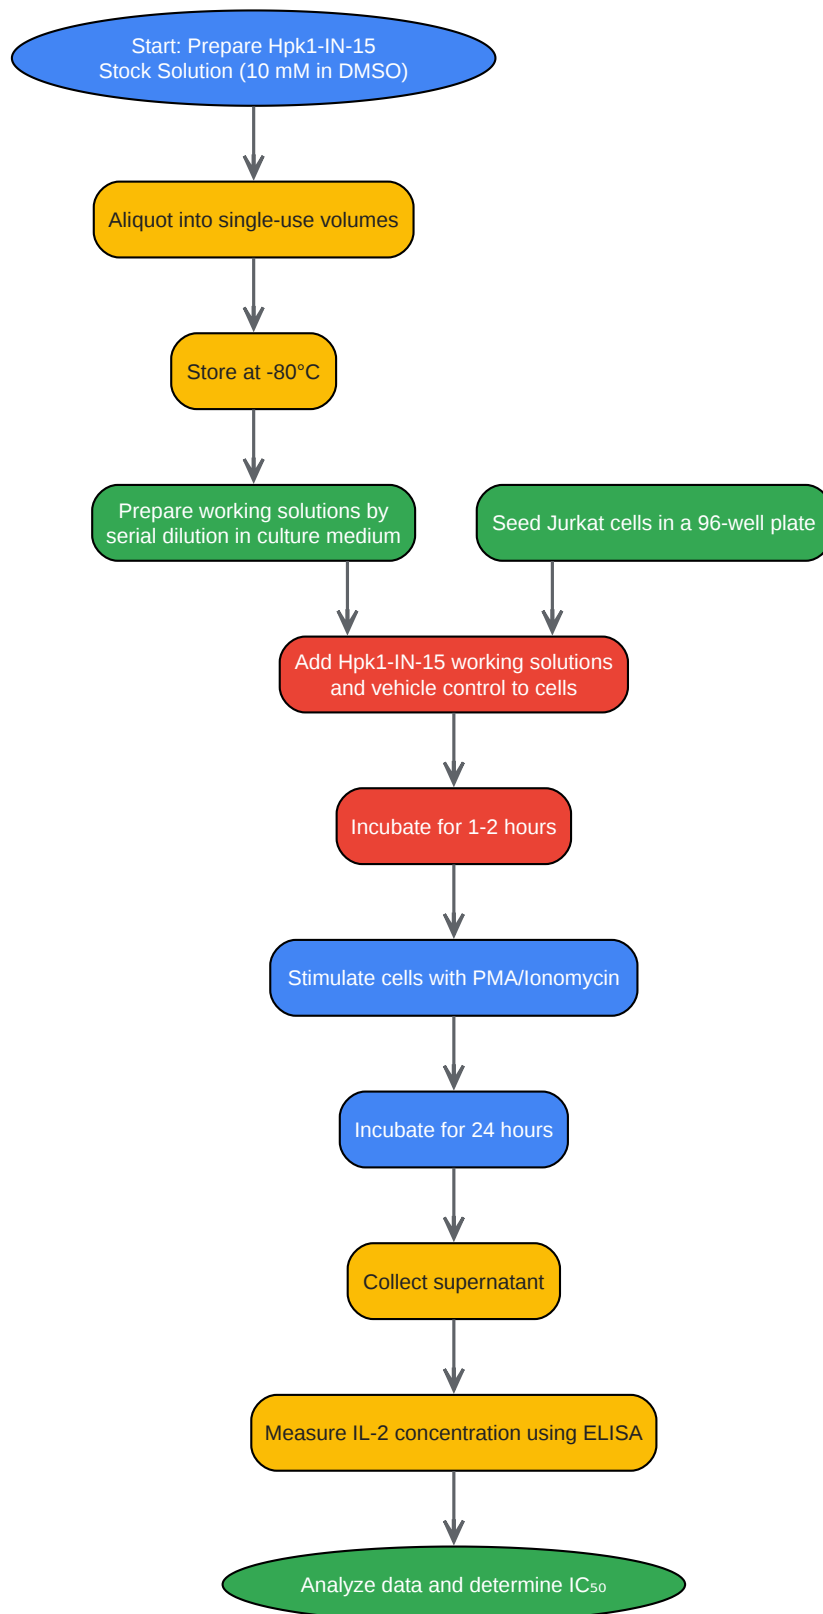 Start: Prepare Hpk1-IN-15
Stock Solution (10 mM in DMSO)
Aliquot into single-use volumes
Store at -80°C
Prepare working solutions by
serial dilution in culture medium
Seed Jurkat cells in a 96-well plate
Add Hpk1-IN-15 working solutions
and vehicle control to cells
Incubate for 1-2 hours
Stimulate cells with PMA/Ionomycin
Incubate for 24 hours
Collect supernatant
Measure IL-2 concentration using ELISA
Analyze data and determine IC₅₀